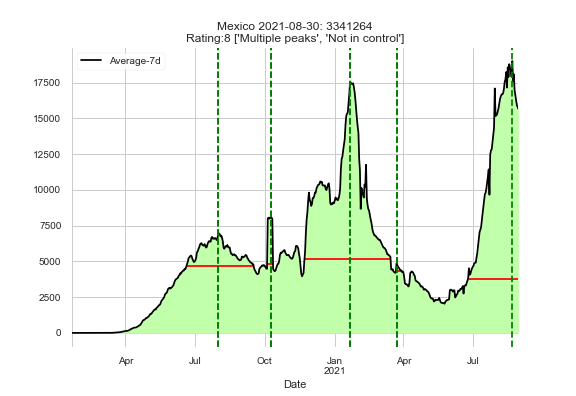 Mexico 2021-08-30: 3341264
Rating:8 ['Multiple peaks', 'Not in control']
Average-7d
17500
15000
12500
10000
7500
5000
2500
0
Apr
Jul
Oct
Jan
2021
Apr
Jul
Date